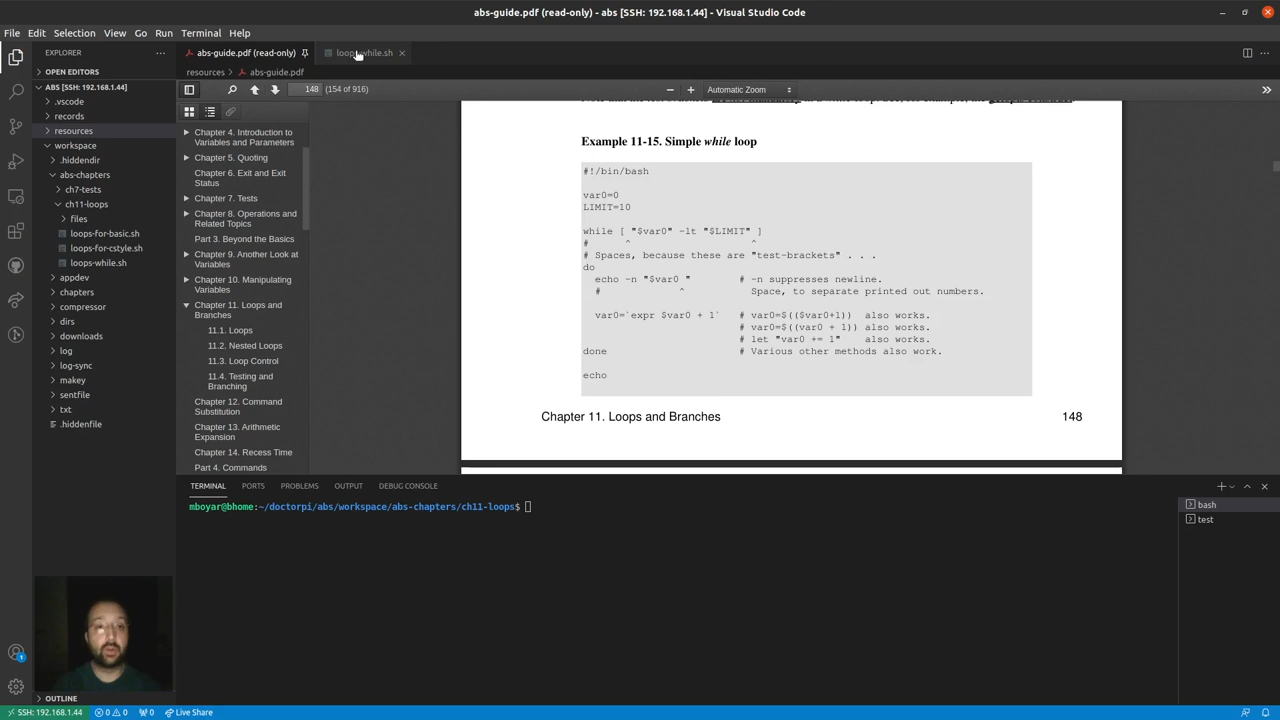 abs-guide.pdf (read-only) - abs [SSH: 192.168.1.44] - Visual Studio Code
File Edit Selection View Go Run Terminal Help
EXPLORER
abs-guide.pdf (read-only)
OPEN EDITORS
resources > abs-guide.pdf
ABS [SSH: 192.168.1.44]
148 (154 of 916)
Automatic Zoom
.vscode
records
resources
workspace
.hiddendir
abs-chapters
ch7-tests
ch11-loops
files
loops-for-basic.sh
loops-for-cstyle.sh
loops-while.sh
appdev
chapters
compressor
dirs
downloads
log
log-sync
makey
sentfile
txt
.hiddenfile
OUTLINE
Chapter 4. Introduction to
Variables and Parameters
Chapter 5. Quoting
Chapter 6. Exit and Exit
Status
Chapter 7. Tests
Chapter 8. Operations and
Related Topics
Part 3. Beyond the Basics
Chapter 9. Another Look at
Variables
Chapter 10. Manipulating
Variables
Chapter 11. Loops and
Branches
11.1. Loops
11.2. Nested Loops
11.3. Loop Control
11.4. Testing and
Branching
Chapter 12. Command
Substitution
Chapter 13. Arithmetic
Expansion
Chapter 14. Recess Time
Part 4. Commands
Example 11-15. Simple while loop
#!/bin/bash
var0=0
LIMIT=10
while [ "$var0" -lt "$LIMIT" ]
#      ^                    ^
# Spaces, because these are "test-brackets" . . .
do
echo -n "$var0 "        # -n suppresses newline.
#             ^           Space, to separate printed out numbers.
var0=`expr $var0 + 1`   # var0=$(($var0+1))  also works.
# var0=$((var0 + 1)) also works.
# let "var0 += 1"    also works.
done                      # Various other methods also work.
echo
Chapter 11. Loops and Branches 148
TERMINAL PORTS PROBLEMS OUTPUT DEBUG CONSOLE
mboyar@bhome:~/doctorpi/abs/workspace/abs-chapters/ch11-loops$
bash
test
1
SSH: 192.168.1.44 0 0 0 Live Share